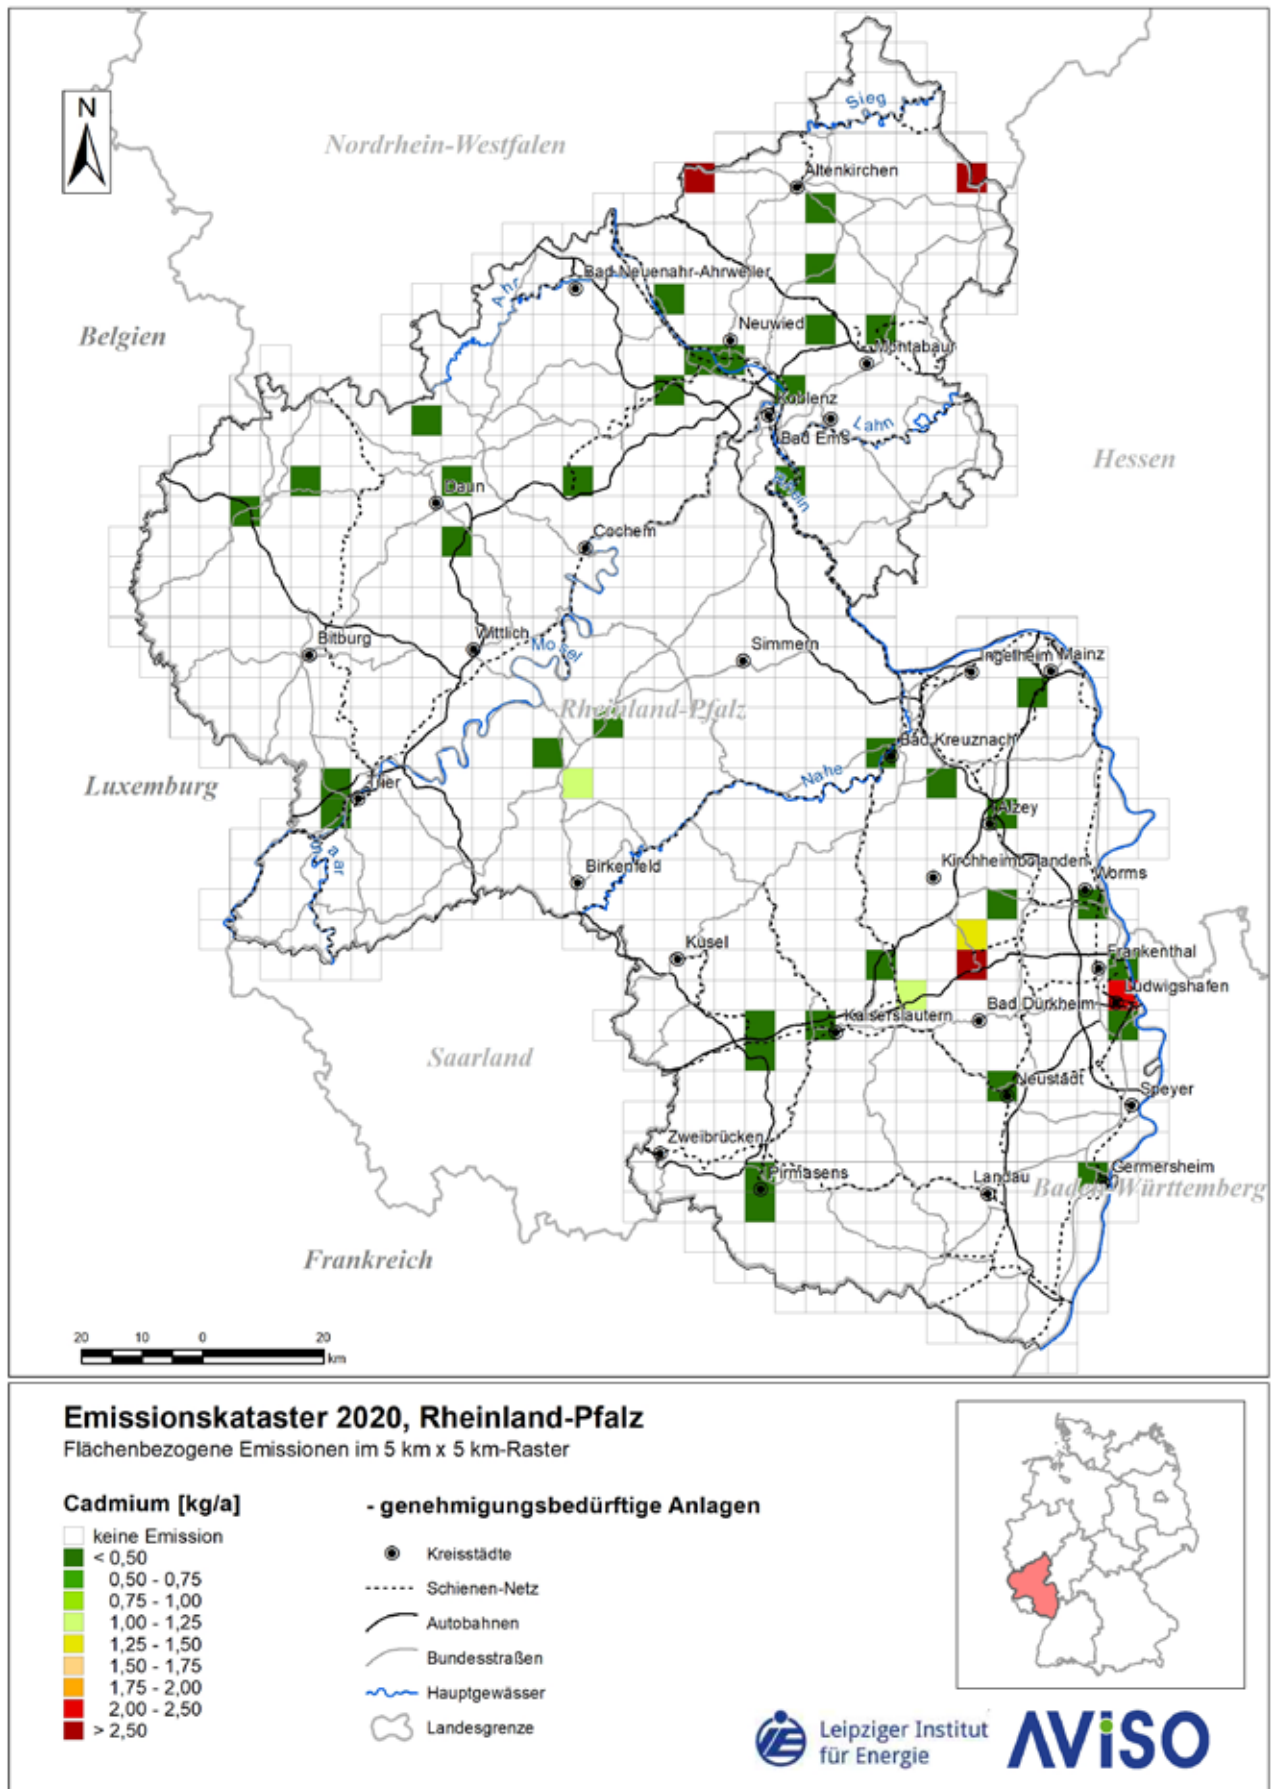 N
Nordrhein-Westfalen
Sieg
Altenkirchen
Ahr
Bad Neuenahr-Ahrweiler
Belgien
Neuwied
Montabaur
Koblenz
Lahn
Bad Ems
Hessen
Rhein
Daun
Cochem
Bitburg
Wittlich
Mosel
Simmern
Ingelheim
Mainz
Rheinland-Pfalz
Bad Kreuznach
Nahe
Luxemburg
Trier
Alzey
Saar
Birkenfeld
Kirchheimbolanden
Worms
Kusel
Frankenthal
Ludwigshafen
Bad Dürkheim
Kaiserslautern
Saarland
Neustadt
Speyer
Zweibrücken
Pirmasens
Landau
Germersheim
Baden-Württemberg
Frankreich
20 10 0 20
km
Emissionskataster 2020, Rheinland-Pfalz
Flächenbezogene Emissionen im 5 km x 5 km-Raster
Cadmium [kg/a]
keine Emission
< 0,50
0,50 - 0,75
0,75 - 1,00
1,00 - 1,25
1,25 - 1,50
1,50 - 1,75
1,75 - 2,00
2,00 - 2,50
> 2,50
- genehmigungsbedürftige Anlagen
Kreisstädte
Schienen-Netz
Autobahnen
Bundesstraßen
Hauptgewässer
Landesgrenze
Leipziger Institut
für Energie
AViSO